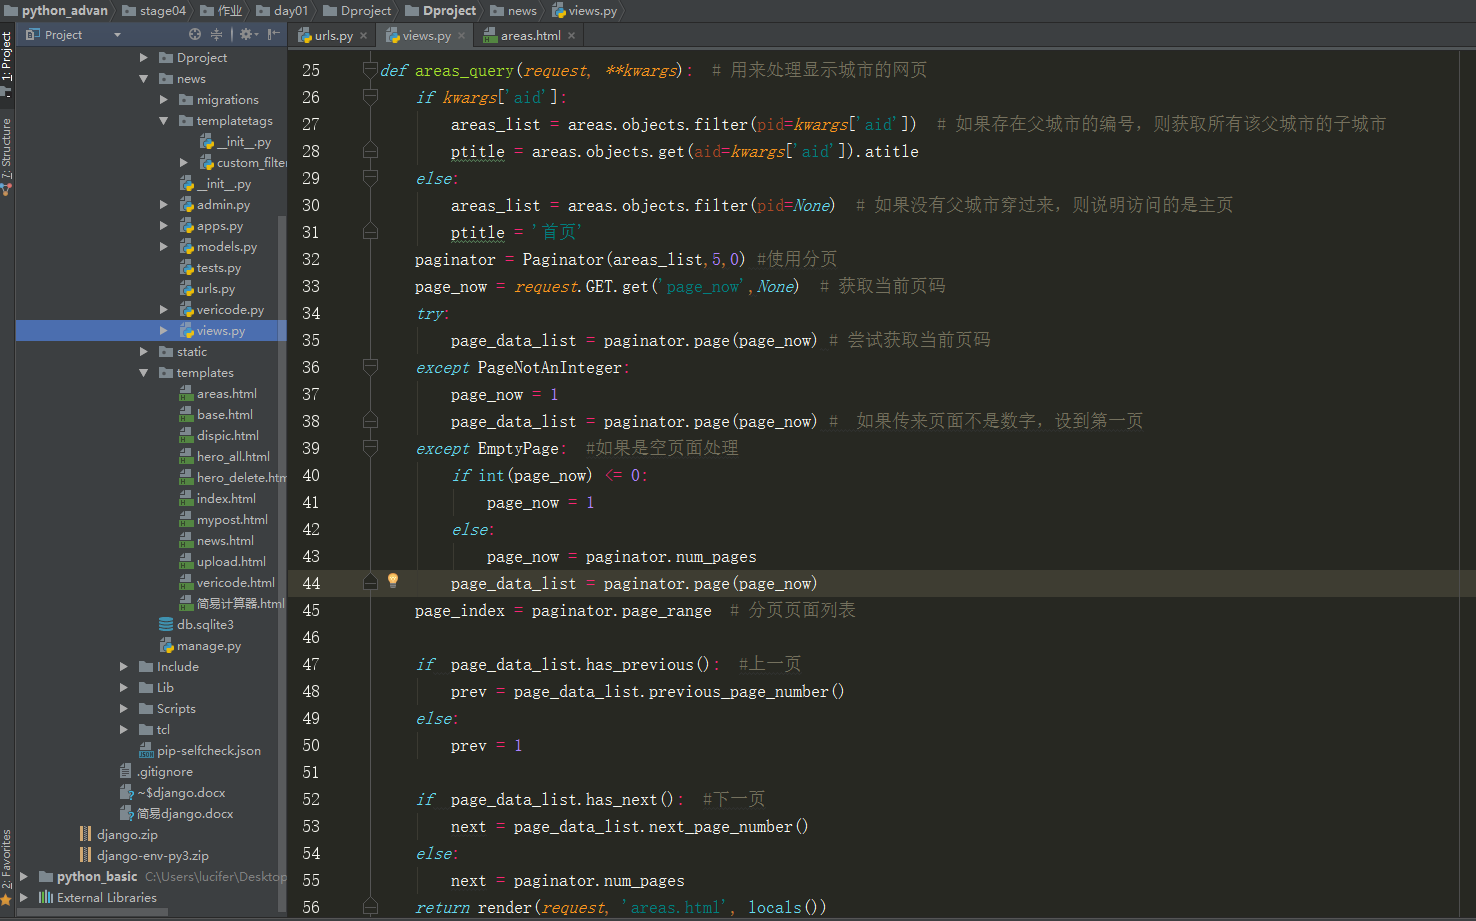 python_advan stage04 作业 day01 Dproject Dproject news views.py
Project
urls.py views.py areas.html
1: Project
7: Structure
2: Favorites
Dproject
news
migrations
templatetags
__init__.py
custom_filter
__init__.py
admin.py
apps.py
models.py
tests.py
urls.py
vericode.py
views.py
static
templates
areas.html
base.html
dispic.html
hero_all.html
hero_delete.htm
index.html
mypost.html
news.html
upload.html
vericode.html
简易计算器.html
db.sqlite3
manage.py
Include
Lib
Scripts
tcl
pip-selfcheck.json
.gitignore
~$django.docx
简易django.docx
django.zip
django-env-py3.zip
python_basic C:\Users\lucifer\Desktop
External Libraries
25 def areas_query(request, **kwargs): # 用来处理显示城市的网页
26 if kwargs['aid']:
27 areas_list = areas.objects.filter(pid=kwargs['aid']) # 如果存在父城市的编号，则获取所有该父城市的子城市
28 ptitle = areas.objects.get(aid=kwargs['aid']).atitle
29 else:
30 areas_list = areas.objects.filter(pid=None) # 如果没有父城市穿过来，则说明访问的是主页
31 ptitle = '首页'
32 paginator = Paginator(areas_list,5,0) #使用分页
33 page_now = request.GET.get('page_now',None) # 获取当前页码
34 try:
35 page_data_list = paginator.page(page_now) # 尝试获取当前页码
36 except PageNotAnInteger:
37 page_now = 1
38 page_data_list = paginator.page(page_now) # 如果传来页面不是数字，设到第一页
39 except EmptyPage: #如果是空页面处理
40 if int(page_now) <= 0:
41 page_now = 1
42 else:
43 page_now = paginator.num_pages
44 page_data_list = paginator.page(page_now)
45 page_index = paginator.page_range # 分页页面列表
46
47 if page_data_list.has_previous(): #上一页
48 prev = page_data_list.previous_page_number()
49 else:
50 prev = 1
51
52 if page_data_list.has_next(): #下一页
53 next = page_data_list.next_page_number()
54 else:
55 next = paginator.num_pages
56 return render(request, 'areas.html', locals())